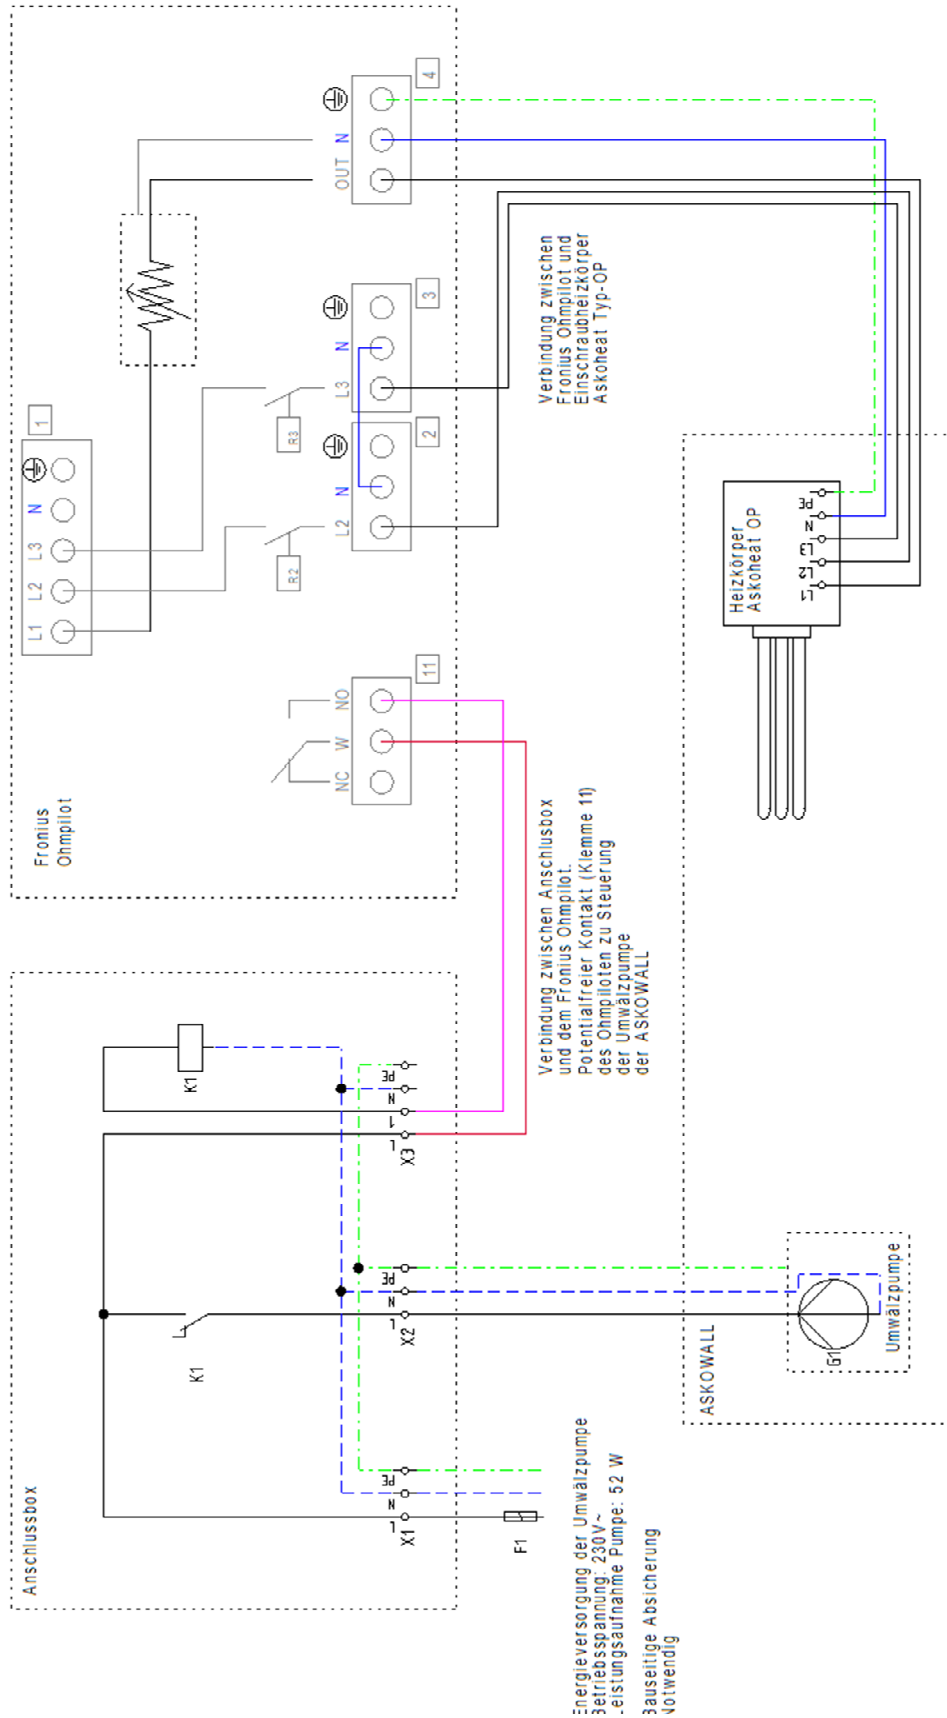 Fronius
Ohmpilot
1
L1
L2
L3
N
4
OUT
N
3
L3
N
R3
2
L2
N
R2
11
NC
W
NO
Verbindung zwischen
Fronius Ohmpilot und
Einschraubheizkörper
Askoheat Typ-OP
Heizkörper
Askoheat OP
L1
L2
L3
N
PE
Verbindung zwischen Anschlusbox
und dem Fronius Ohmpilot.
Potentialfreier Kontakt (Klemme 11)
des Ohmpiloten zu Steuerung
der Umwälzpumpe
der ASKOWALL
Anschlussbox
K1
K1
X3
L
1
N
PE
X2
L
N
PE
X1
L
N
PE
F1
ASKOWALL
G1
Umwälzpumpe
Energieversorgung der Umwälzpumpe
Betriebsspannung: 230V~
Leistungsaufnahme Pumpe: 52 W
Bauseitige Absicherung
Notwendig